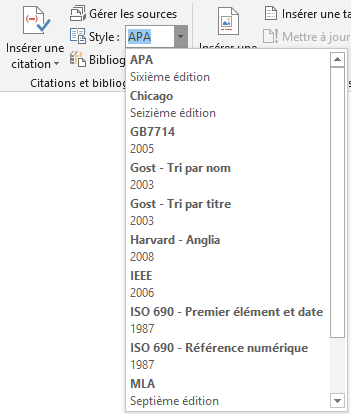 Insérer une citation
Gérer les sources
Style : APA
Bibliog
Citations et bibliog
Insérer une
Insérer une ta
Mettre à jour
APA
Sixième édition
Chicago
Seizième édition
GB7714
2005
Gost - Tri par nom
2003
Gost - Tri par titre
2003
Harvard - Anglia
2008
IEEE
2006
ISO 690 - Premier élément et date
1987
ISO 690 - Référence numérique
1987
MLA
Septième édition